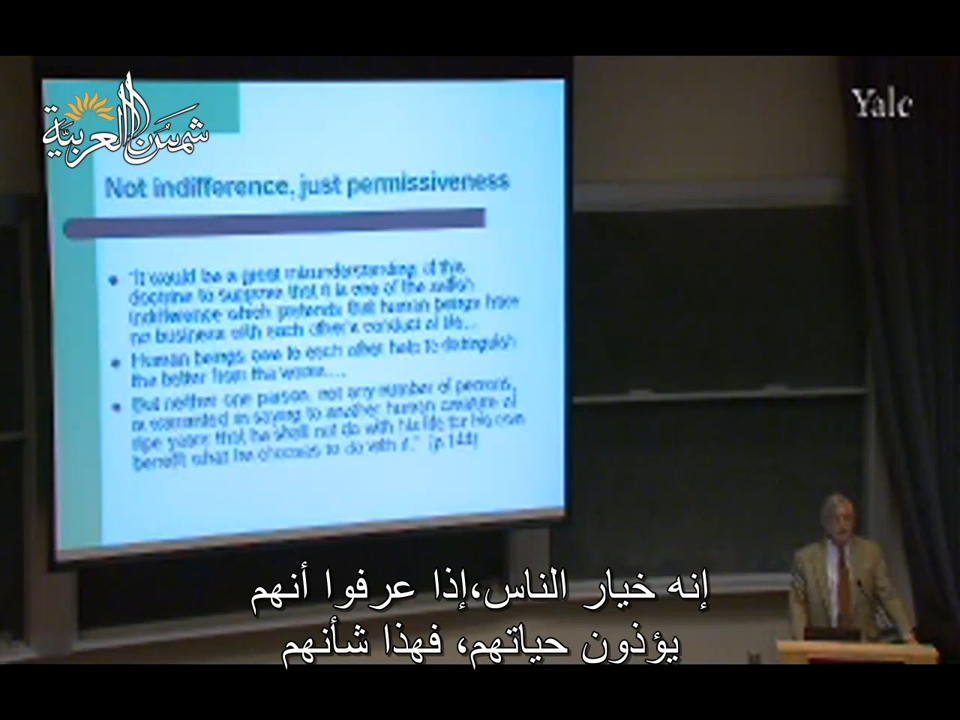 شمس العربية
Yale
Not indifference, just permissiveness
"It would be a great misunderstanding of this
doctrine to suppose that it is one of the selfish
indifference which pretends that human beings have
no business with each other's conduct of life...
Human beings owe to each other help to distinguish
the better from the worse....
But neither one person, nor any number of persons,
is warranted in saying to another human creature of
ripe years that he shall not do with his life for his own
benefit what he chooses to do with it." (p.144)
إنه خيار الناس،إذا عرفوا أنهم
يؤذون حياتهم، فهذا شأنهم